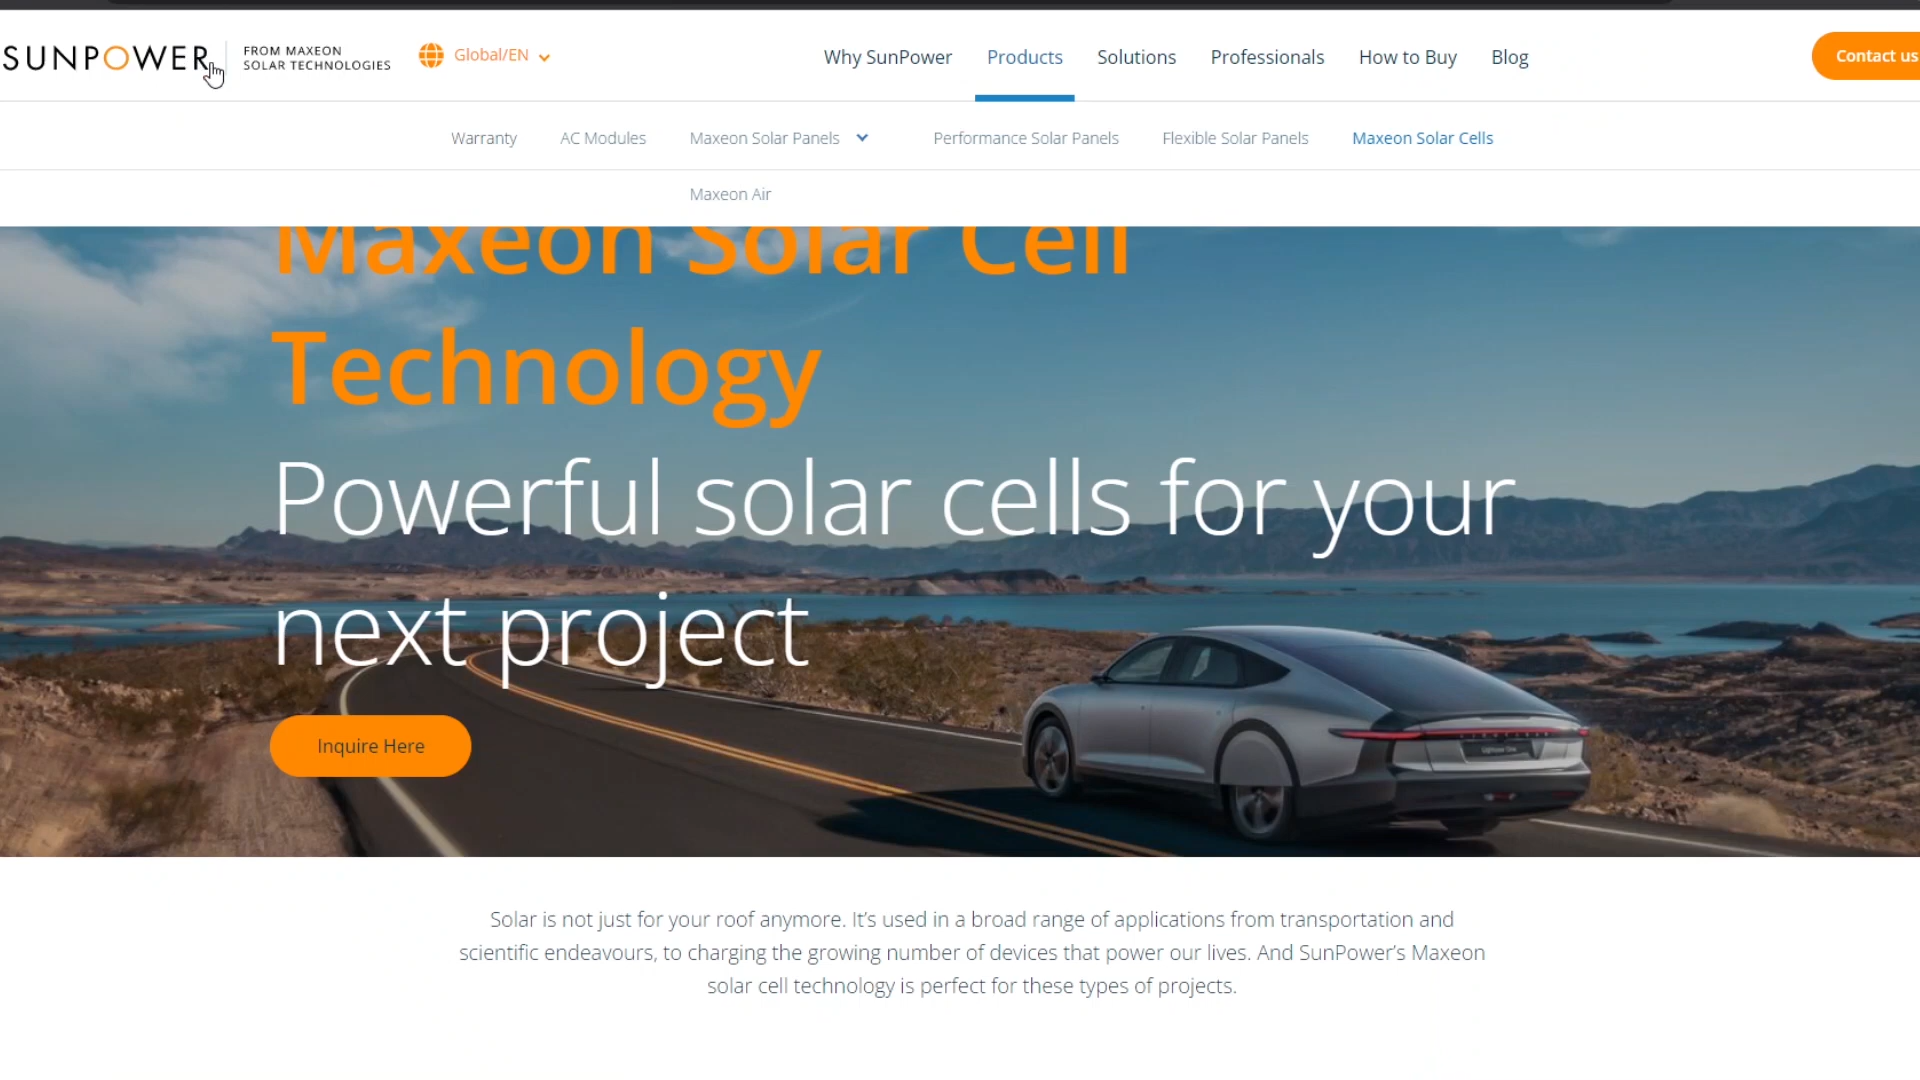 SUNPOWER
FROM MAXEON
SOLAR TECHNOLOGIES
Global/EN
Why SunPower
Products
Solutions
Professionals
How to Buy
Blog
Contact us
Warranty
AC Modules
Maxeon Solar Panels
Performance Solar Panels
Flexible Solar Panels
Maxeon Solar Cells
Maxeon Air
Maxeon Solar Cell
Technology
Powerful solar cells for your
next project
Inquire Here
Solar is not just for your roof anymore. It’s used in a broad range of applications from transportation and
scientific endeavours, to charging the growing number of devices that power our lives. And SunPower’s Maxeon
solar cell technology is perfect for these types of projects.